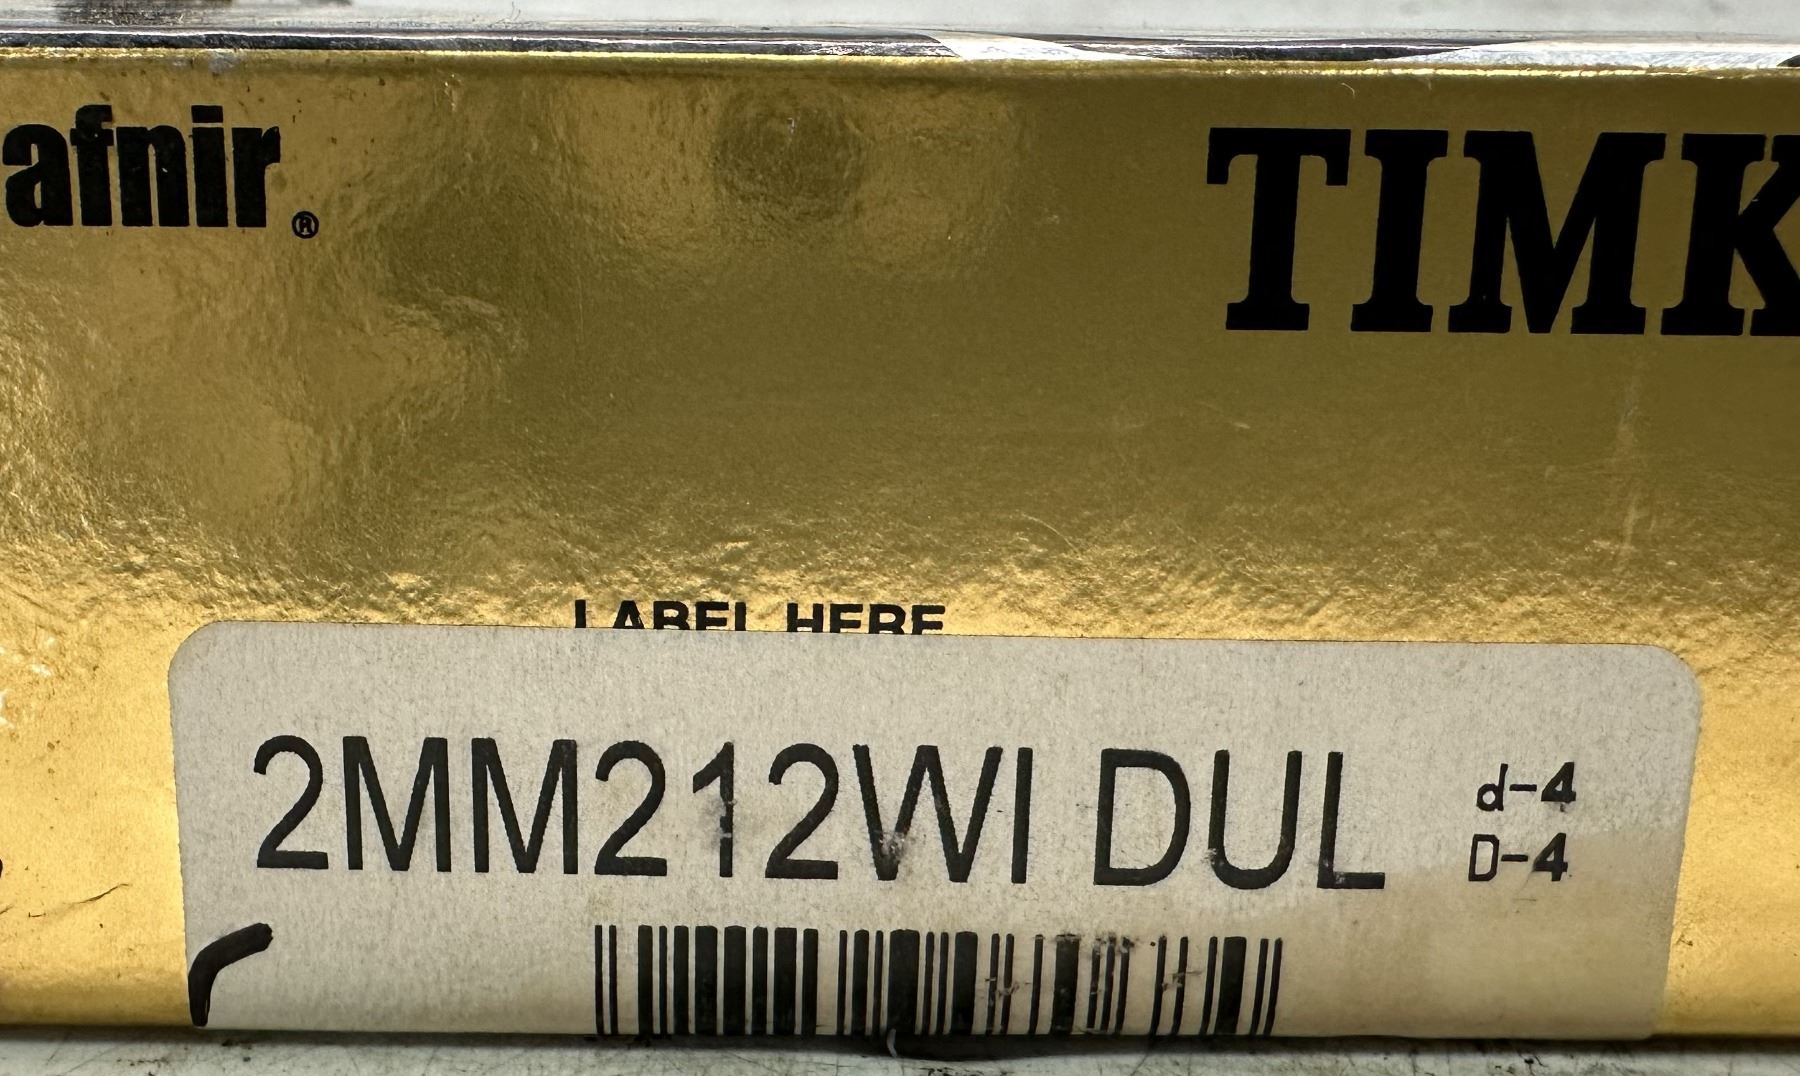 afnir®
TIMK
LABEL HERE
2MM212WI DUL
d-4
D-4